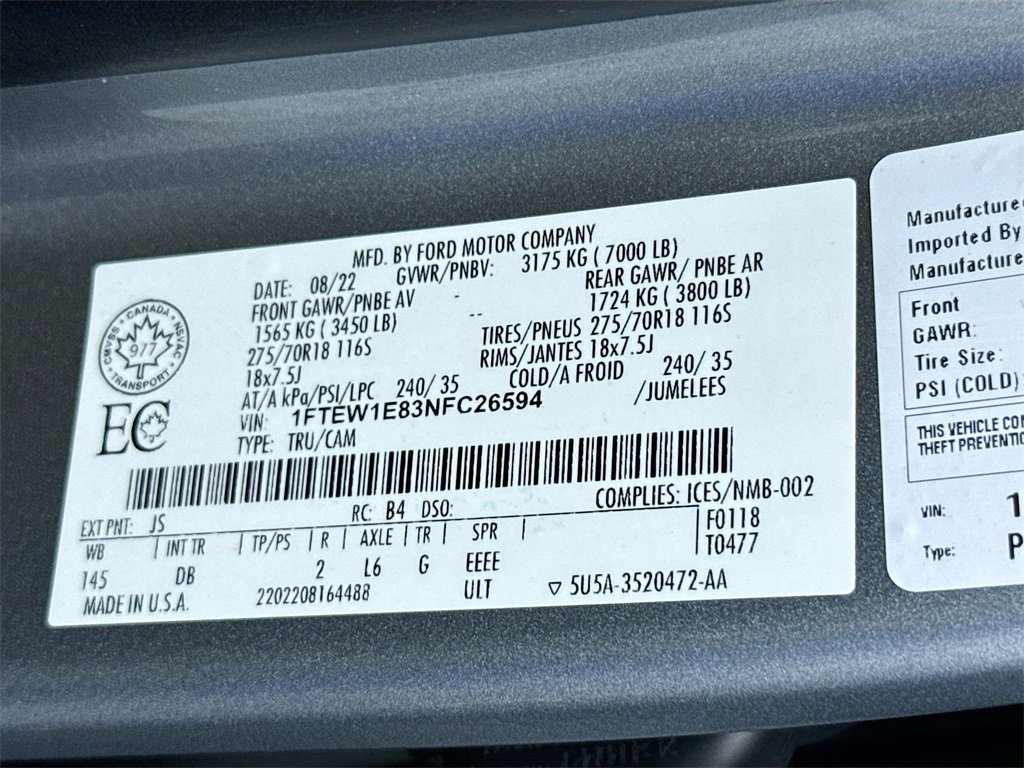 MFD. BY FORD MOTOR COMPANY
DATE: 08/22 GVWR/PNBV: 3175 KG ( 7000 LB)
FRONT GAWR/PNBE AV REAR GAWR/ PNBE AR
1565 KG ( 3450 LB) 1724 KG ( 3800 LB)
275/70R18 116S TIRES/PNEUS 275/70R18 116S
18x7.5J RIMS/JANTES 18x7.5J
AT/A kPa/PSI/LPC 240/ 35 COLD/A FROID 240/ 35
VIN: 1FTEW1E83NFC26594 /JUMELEES
TYPE: TRU/CAM
CANADA
CMVSS NSVAC
977
TRANSPORT
EC
COMPLIES: ICES/NMB-002
EXT PNT: JS RC: B4 DSO:
WB INT TR TP/PS R AXLE TR SPR F0118
T0477
145 DB 2 L6 G EEEE
MADE IN U.S.A. 2202208164488 ULT 5U5A-3520472-AA
Manufacture
Imported By
Manufacture
Front
GAWR:
Tire Size:
PSI (COLD)
THIS VEHICLE CO
THEFT PREVENTIO
VIN: 1
Type: P